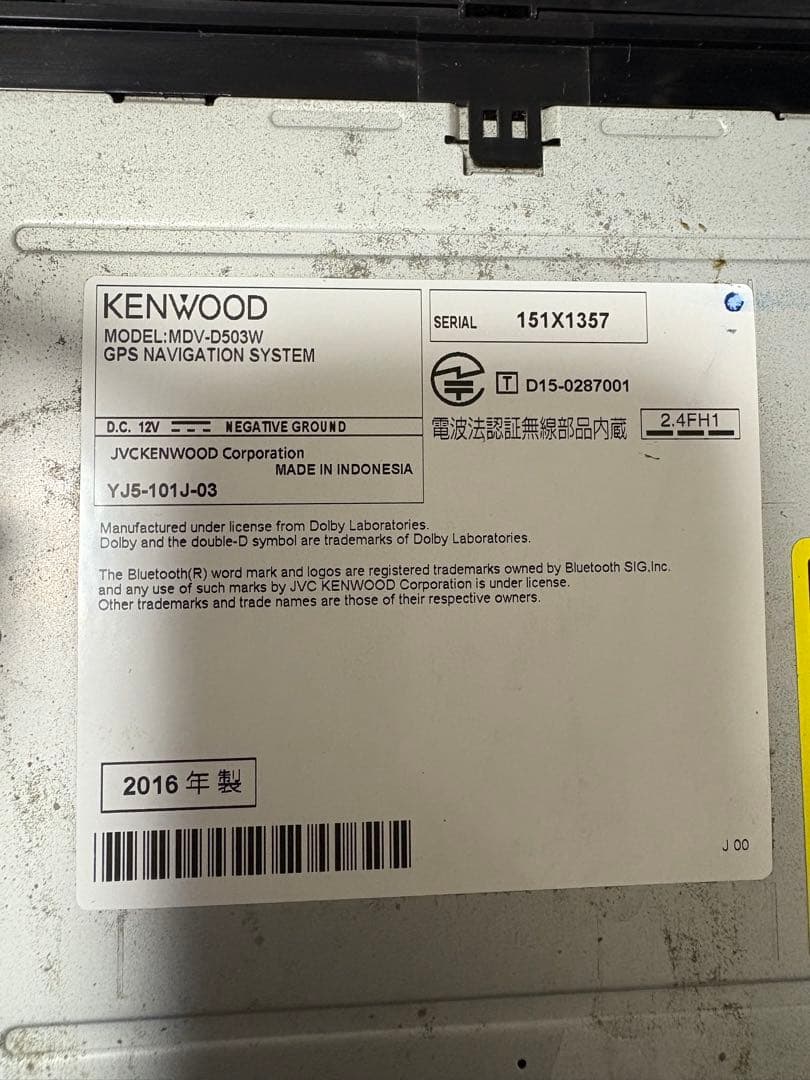 KENWOOD
MODEL:MDV-D503W
GPS NAVIGATION SYSTEM
D.C. 12V NEGATIVE GROUND
JVCKENWOOD Corporation
MADE IN INDONESIA
YJ5-101J-03
SERIAL 151X1357
T D15-0287001
電波法認証無線部品内蔵 2.4FH1
Manufactured under license from Dolby Laboratories.
Dolby and the double-D symbol are trademarks of Dolby Laboratories.
The Bluetooth(R) word mark and logos are registered trademarks owned by Bluetooth SIG,Inc.
and any use of such marks by JVC KENWOOD Corporation is under license.
Other trademarks and trade names are those of their respective owners.
2016 年 製
J 00